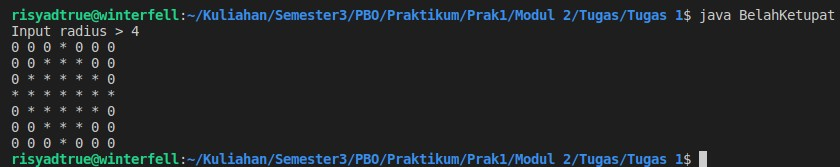 risyadtrue@winterfell:~/Kuliahan/Semester3/PBO/Praktikum/Prak1/Modul 2/Tugas/Tugas 1$ java BelahKetupat
Input radius > 4
0 0 0 * 0 0 0
0 0 * * * 0 0
0 * * * * * 0
* * * * * * *
0 * * * * * 0
0 0 * * * 0 0
0 0 0 * 0 0 0
risyadtrue@winterfell:~/Kuliahan/Semester3/PBO/Praktikum/Prak1/Modul 2/Tugas/Tugas 1$